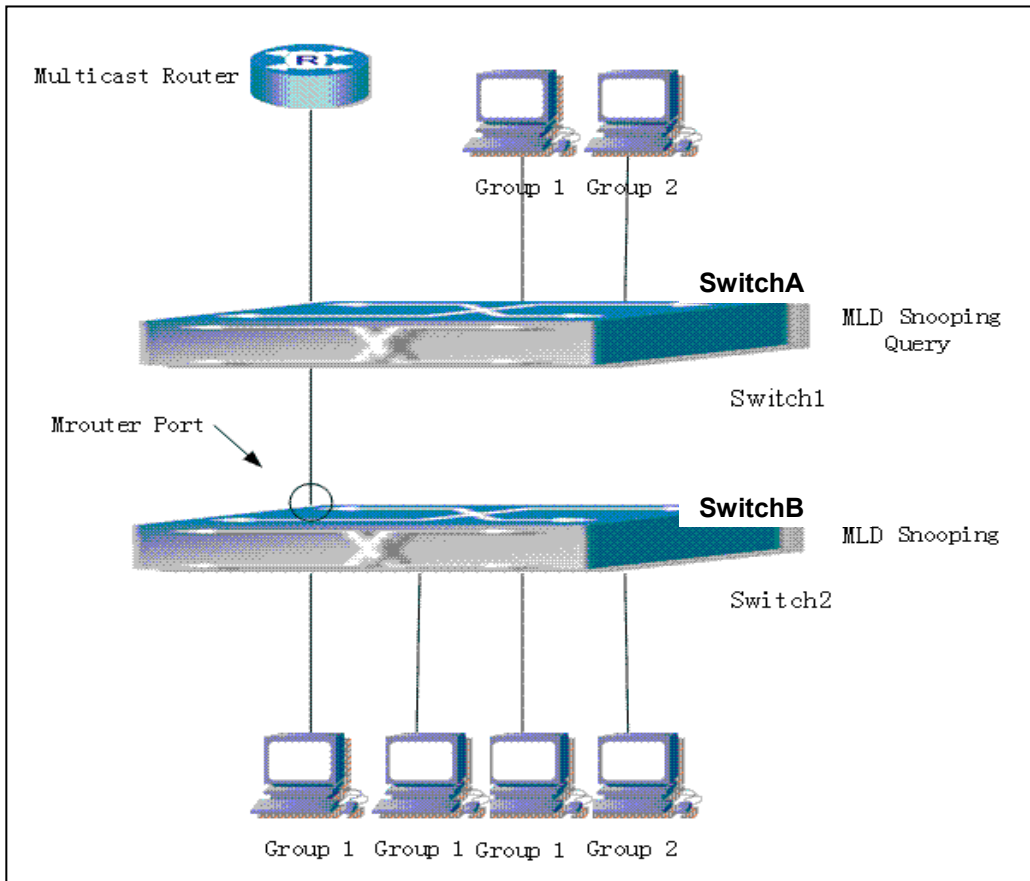 R
Multicast Router
Group 1 Group 2
SwitchA
MLD Snooping
Query
Switch1
Mrouter Port
SwitchB
MLD Snooping
Switch2
Group 1 Group 1 Group 1 Group 2